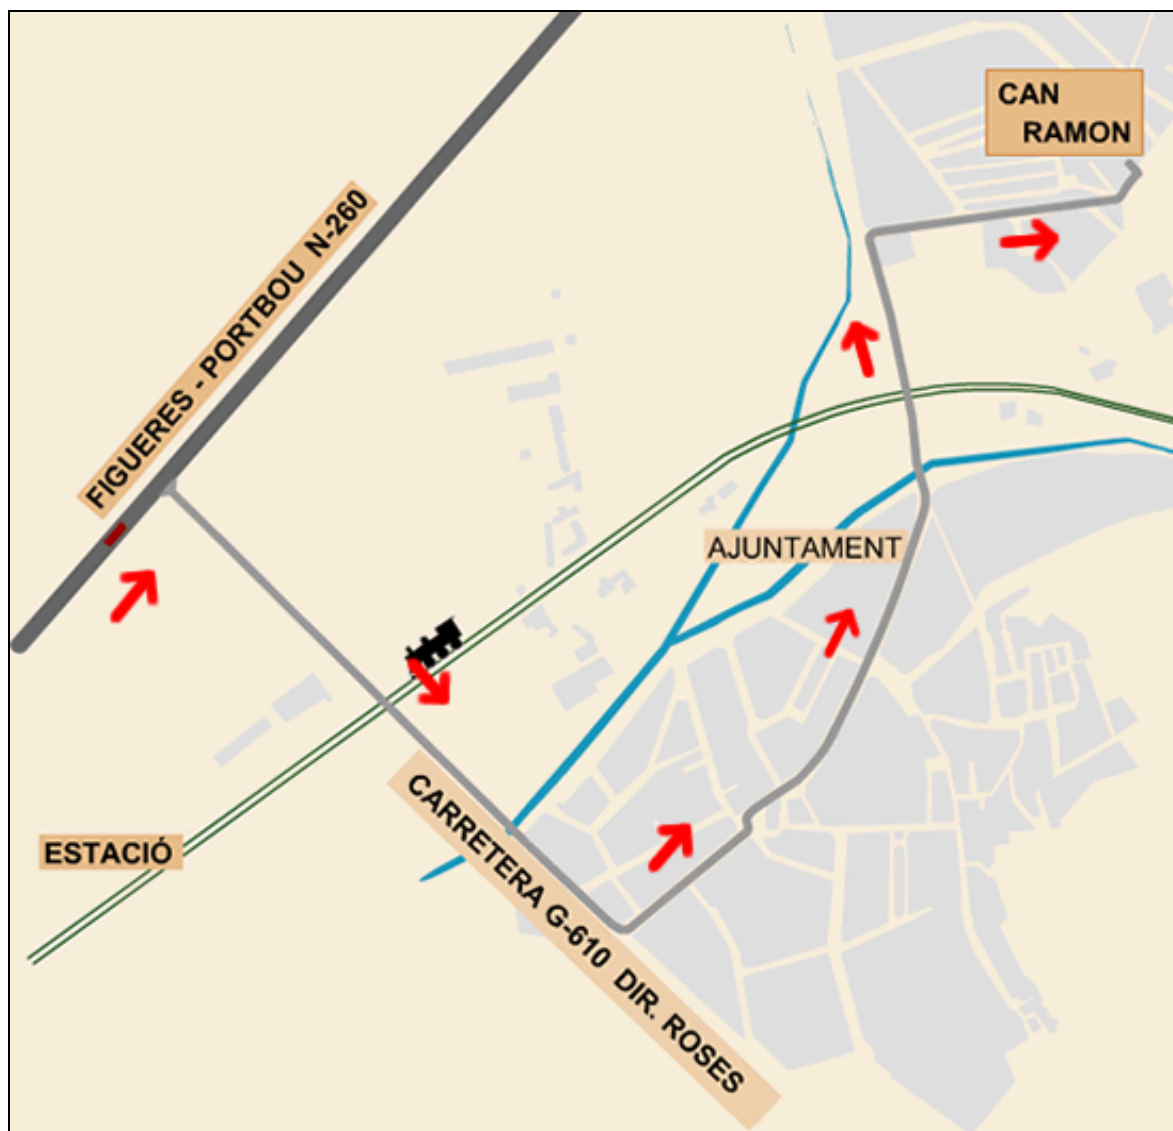 CAN
RAMON
FIGUERES - PORTBOU N-260
AJUNTAMENT
ESTACIÓ
CARRETERA G-610 DIR. ROSES